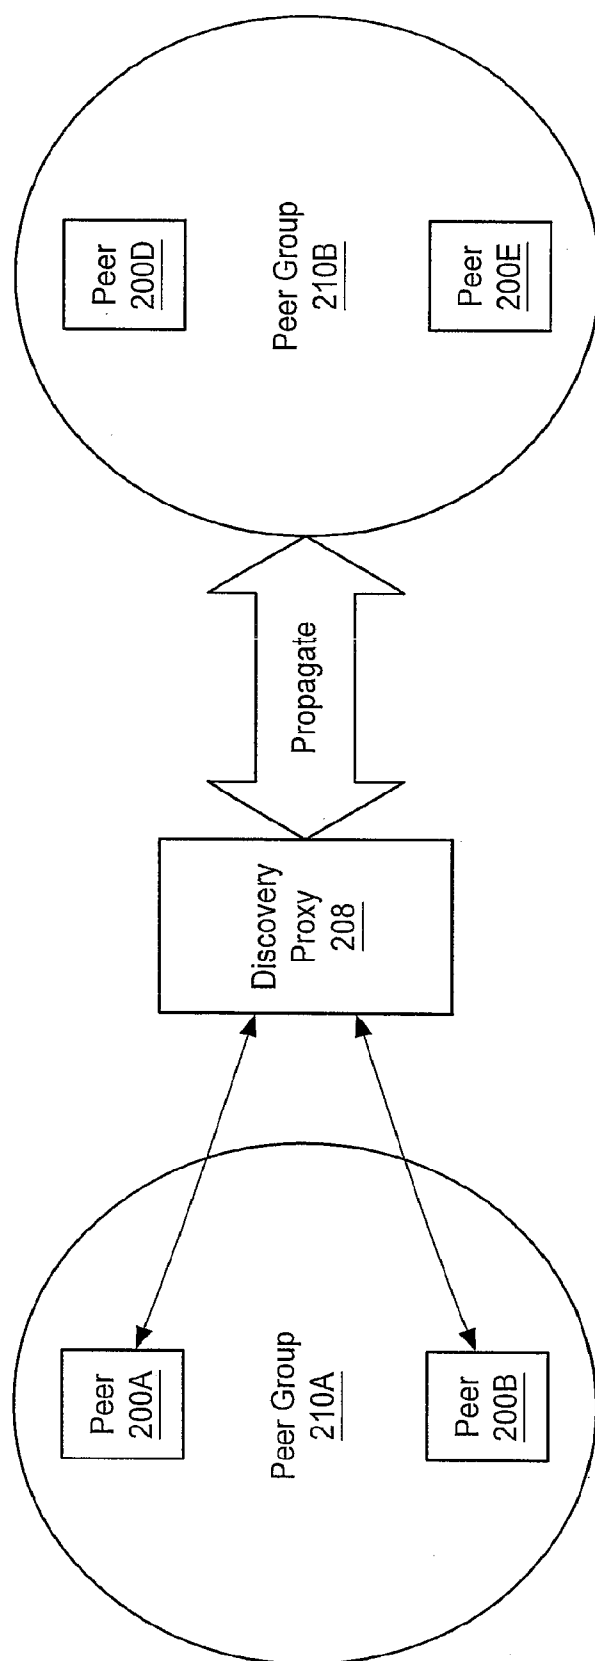 Peer
200A
Peer Group
210A
Peer
200B
Discovery
Proxy
208
Propagate
Peer
200D
Peer Group
210B
Peer
200E